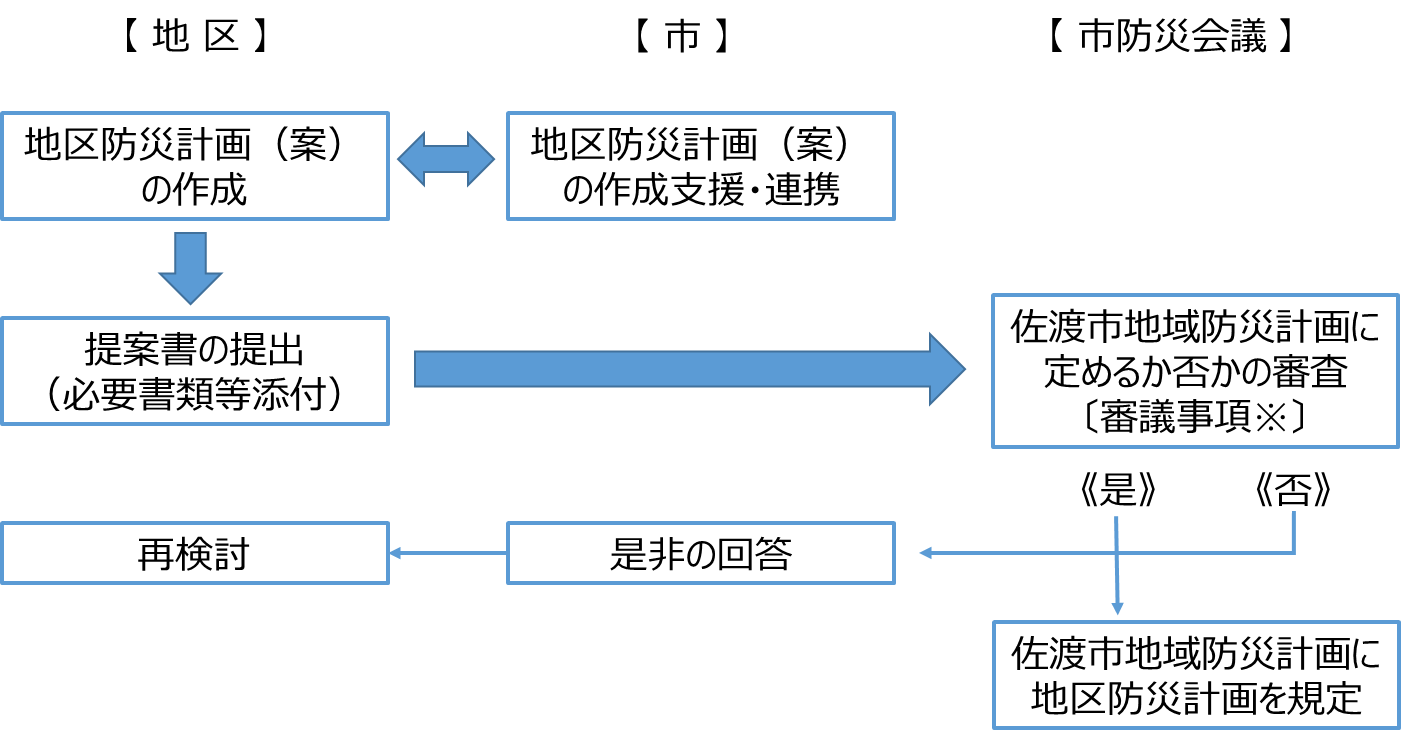 【 地 区 】
【 市 】
【 市防災会議 】
地区防災計画（案）
の作成
地区防災計画（案）
の作成支援・連携
提案書の提出
（必要書類等添付）
佐渡市地域防災計画に
定めるか否かの審査
〔審議事項※〕
《是》
《否》
再検討
是非の回答
佐渡市地域防災計画に
地区防災計画を規定